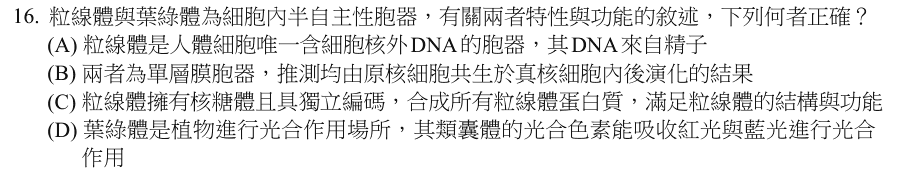 16. 粒線體與葉綠體為細胞內半自主性胞器，有關兩者特性與功能的敘述，下列何者正確？
(A) 粒線體是人體細胞唯一含細胞核外DNA的胞器，其DNA來自精子
(B) 兩者為單層膜胞器，推測均由原核細胞共生於真核細胞內後演化的結果
(C) 粒線體擁有核糖體且具獨立編碼，合成所有粒線體蛋白質，滿足粒線體的結構與功能
(D) 葉綠體是植物進行光合作用場所，其類囊體的光合色素能吸收紅光與藍光進行光合
作用